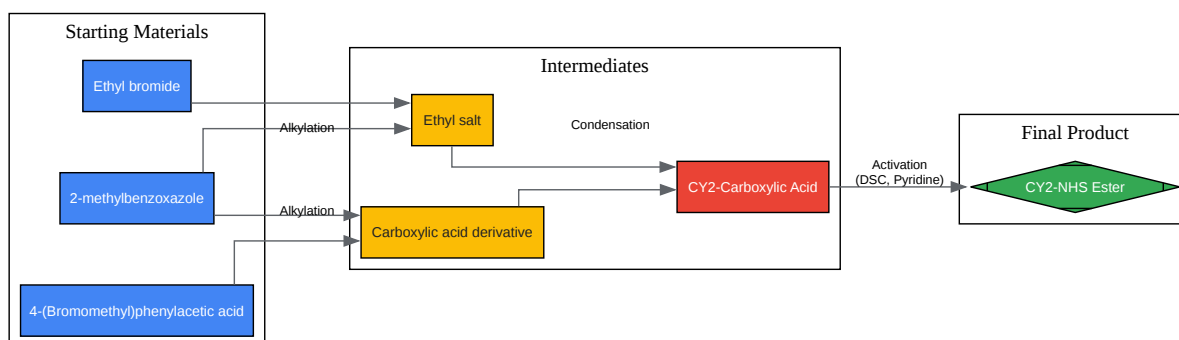 Starting Materials
Ethyl bromide
2-methylbenzoxazole
4-(Bromomethyl)phenylacetic acid
Alkylation
Alkylation
Intermediates
Ethyl salt
Condensation
Carboxylic acid derivative
CY2-Carboxylic Acid
Activation
(DSC, Pyridine)
Final Product
CY2-NHS Ester